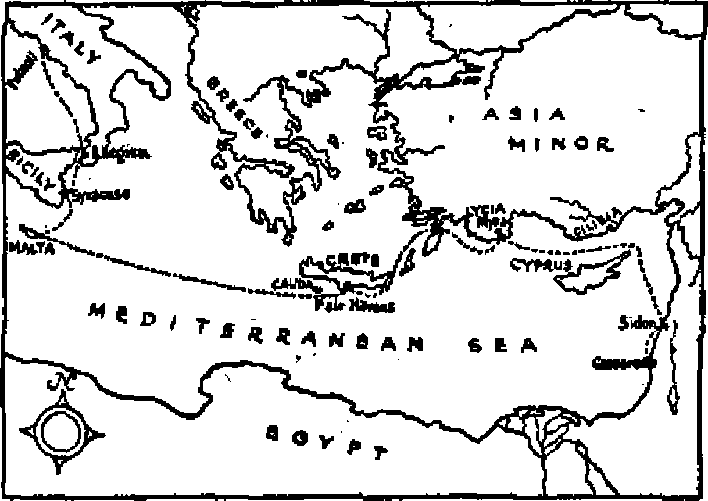 ITALY
Puteoli
GREECE
ASIA
MINOR
Rhegium
SICILY
Syracuse
LYCIA
Myra
CILICIA
MALTA
CRETE
CYPRUS
CAUDA
Fair Havens
MEDITERRANEAN SEA
Sidon
Caesarea
N
EGYPT